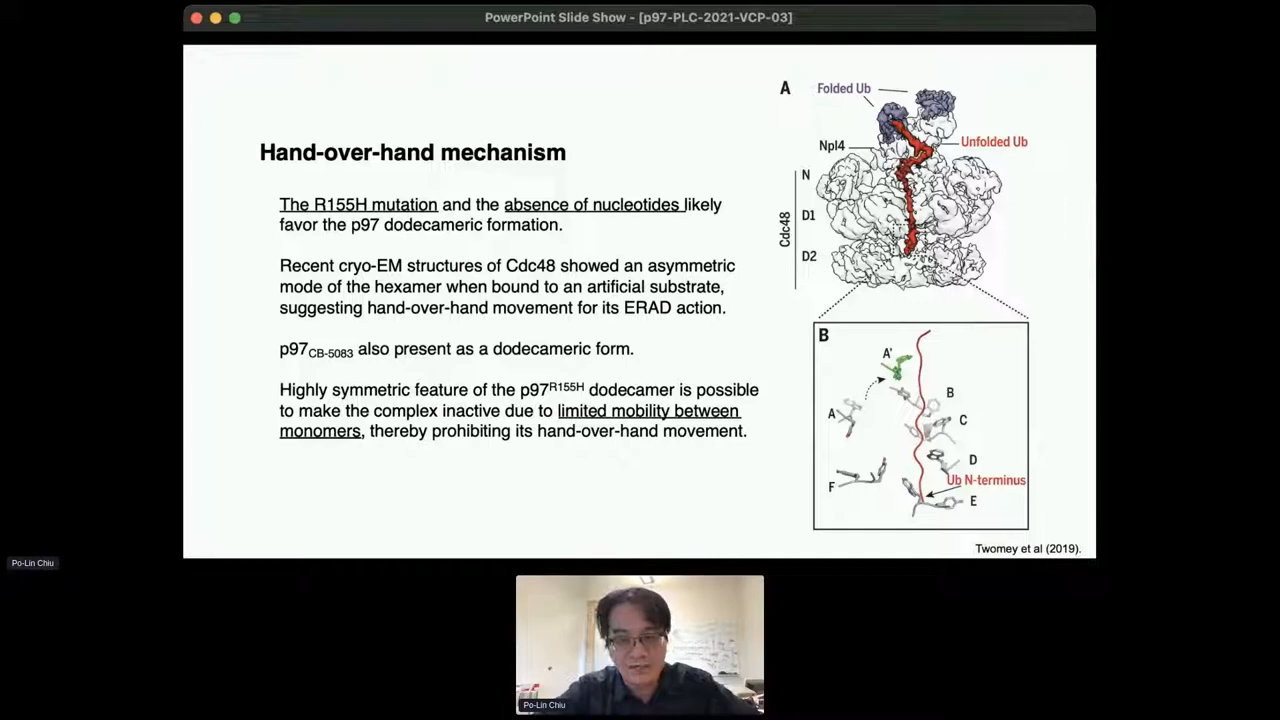 PowerPoint Slide Show - [p97-PLC-2021-VCP-03]
Hand-over-hand mechanism
The R155H mutation and the absence of nucleotides likely
favor the p97 dodecameric formation.
Recent cryo-EM structures of Cdc48 showed an asymmetric
mode of the hexamer when bound to an artificial substrate,
suggesting hand-over-hand movement for its ERAD action.
p97CB-5083 also present as a dodecameric form.
Highly symmetric feature of the p97R155H dodecamer is possible
to make the complex inactive due to limited mobility between
monomers, thereby prohibiting its hand-over-hand movement.
A
Folded Ub
Npl4
Unfolded Ub
N
D1
Cdc48
D2
B
A'
B
A
C
D
Ub N-terminus
F
E
Twomey et al (2019).
Po-Lin Chiu
Po-Lin Chiu